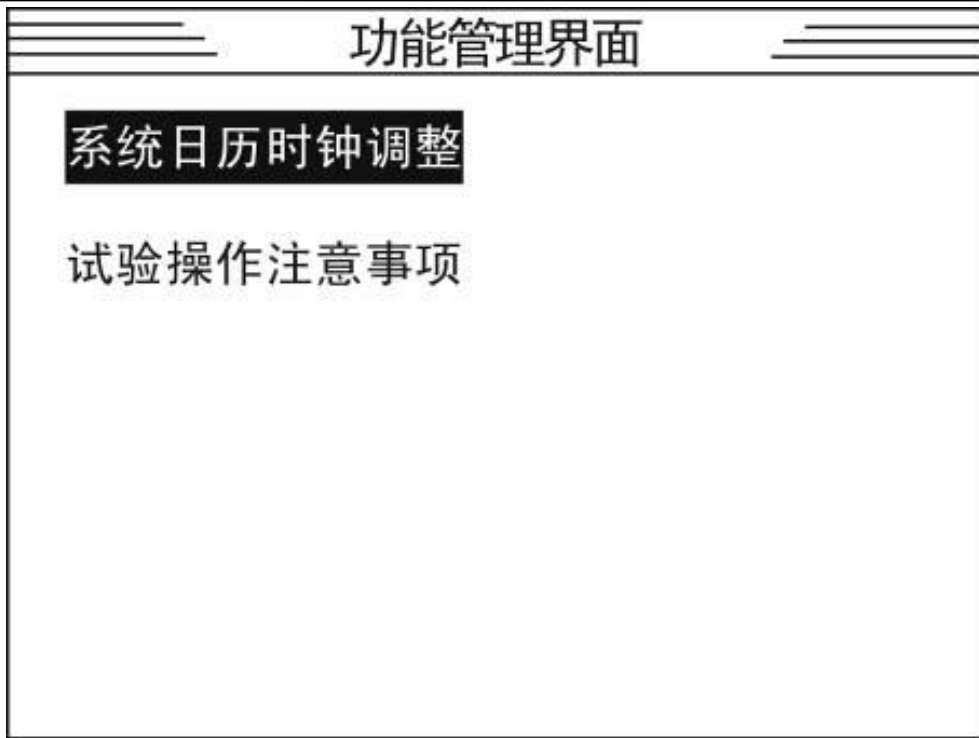 功能管理界面
系统日历时钟调整
试验操作注意事项